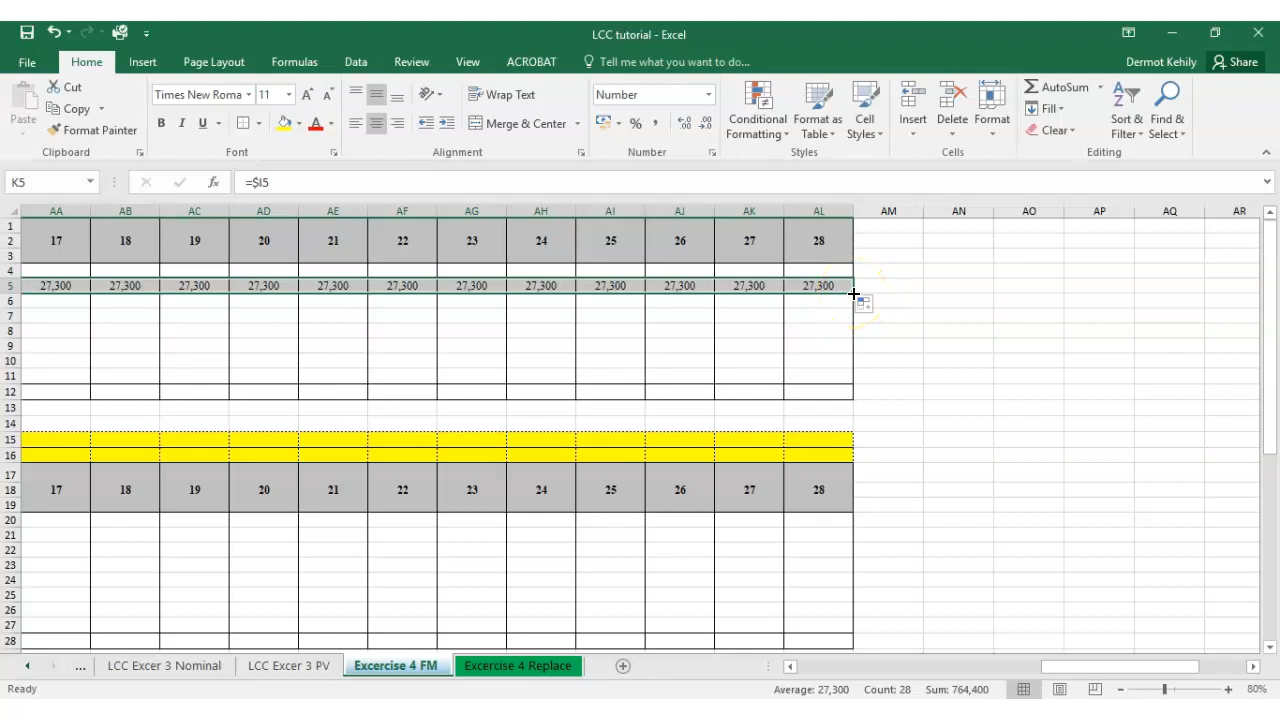 LCC tutorial - Excel
File Home Insert Page Layout Formulas Data Review View ACROBAT Tell me what you want to do... Dermot Kehily Share
Paste Cut Copy Format Painter Clipboard
Times New Roma 11 B I U Font
Wrap Text Merge & Center Alignment
Number % , Number
Conditional Formatting Format as Table Cell Styles Styles
Insert Delete Format Cells
AutoSum Fill Clear Sort & Filter Find & Select Editing
K5 fx =$I5
AA AB AC AD AE AF AG AH AI AJ AK AL AM AN AO AP AQ AR
1
2 17 18 19 20 21 22 23 24 25 26 27 28
3
4
5 27,300 27,300 27,300 27,300 27,300 27,300 27,300 27,300 27,300 27,300 27,300 27,300
6
7
8
9
10
11
12
13
14
15
16
17
18 17 18 19 20 21 22 23 24 25 26 27 28
19
20
21
22
23
24
25
26
27
28
... LCC Excer 3 Nominal LCC Excer 3 PV Excercise 4 FM Excercise 4 Replace
Ready Average: 27,300 Count: 28 Sum: 764,400 80%